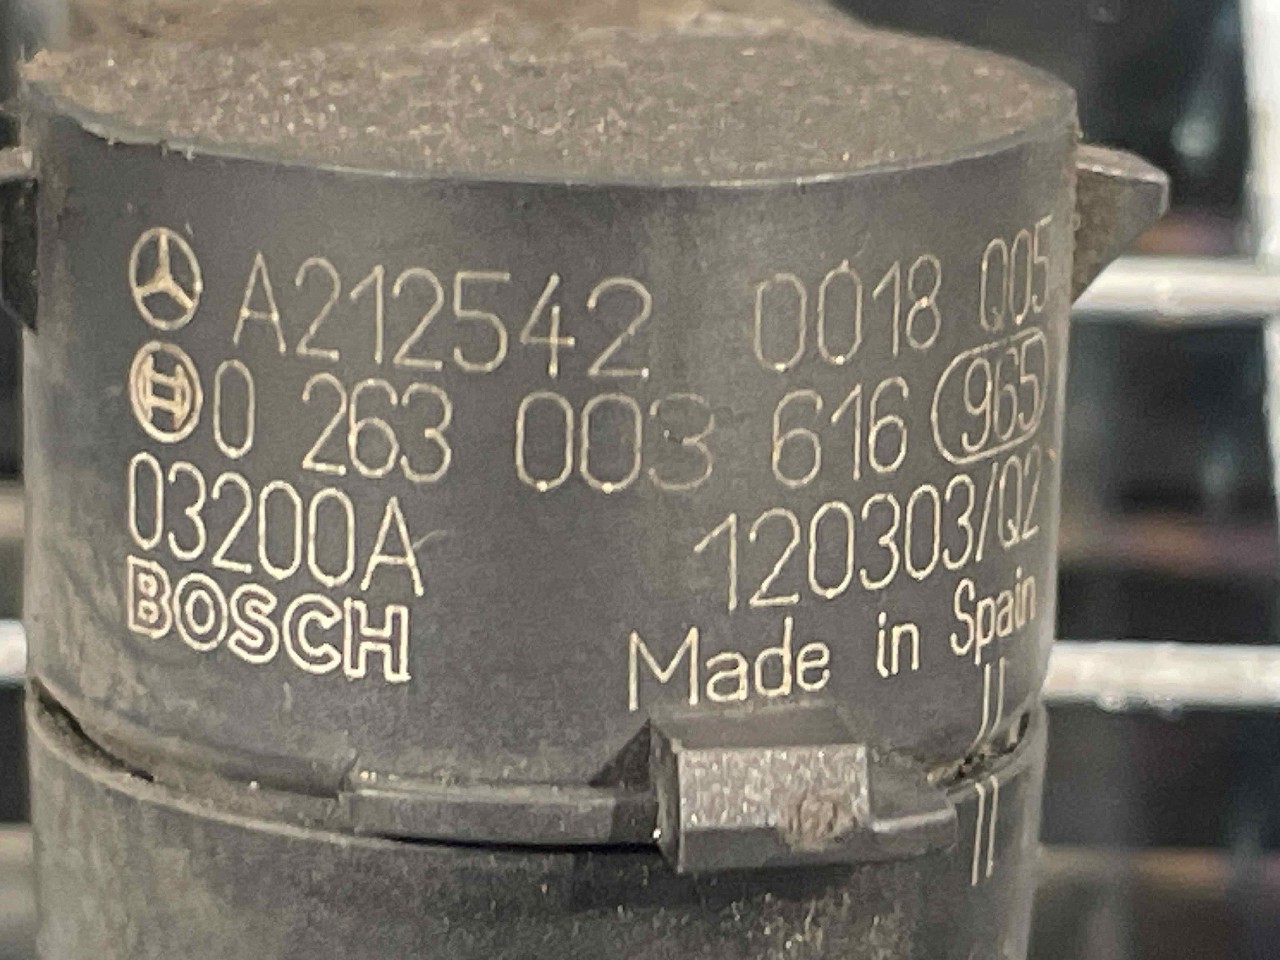 A212542 0018 Q05
0 263 003 616 965
03200A 120303/Q2
BOSCH Made in Spain